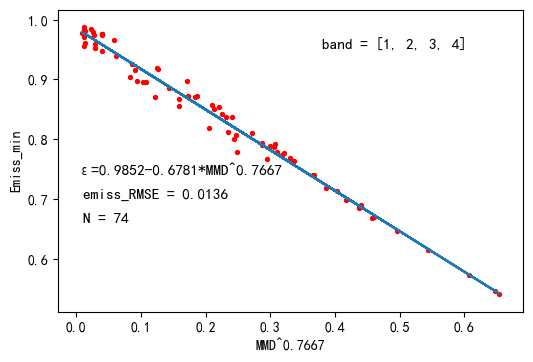 1.0
0.9
0.8
0.7
0.6
Emiss_min
band = [1, 2, 3, 4]
ε=0.9852-0.6781*MMD^0.7667
emiss_RMSE = 0.0136
N = 74
0.0 0.1 0.2 0.3 0.4 0.5 0.6
MMD^0.7667